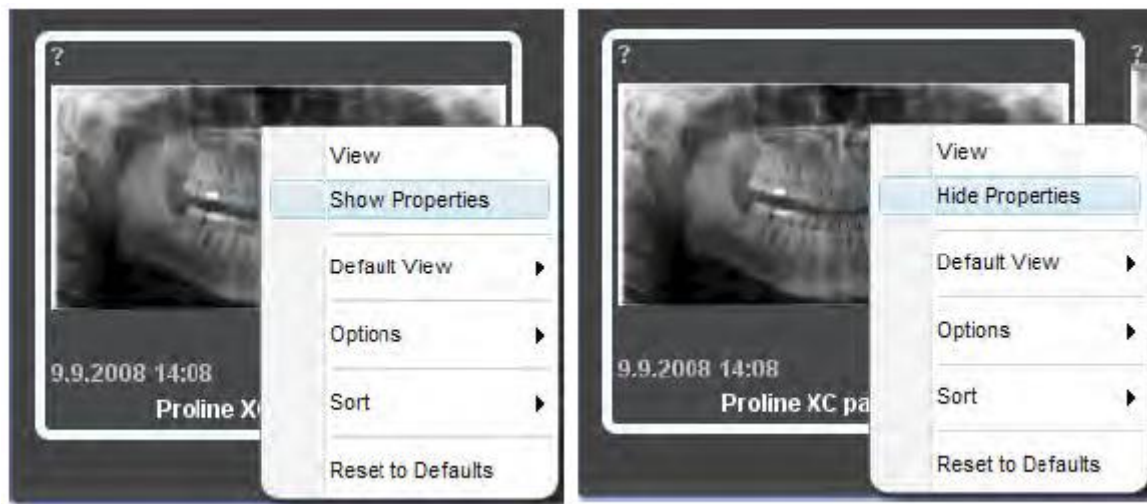 ?
View
Show Properties
Default View
Options
9.9.2008 14:08
Sort
Proline X
Reset to Defaults
?
?
View
Hide Properties
Default View
Options
9.9.2008 14:08
Sort
Proline XC pa
Reset to Defaults